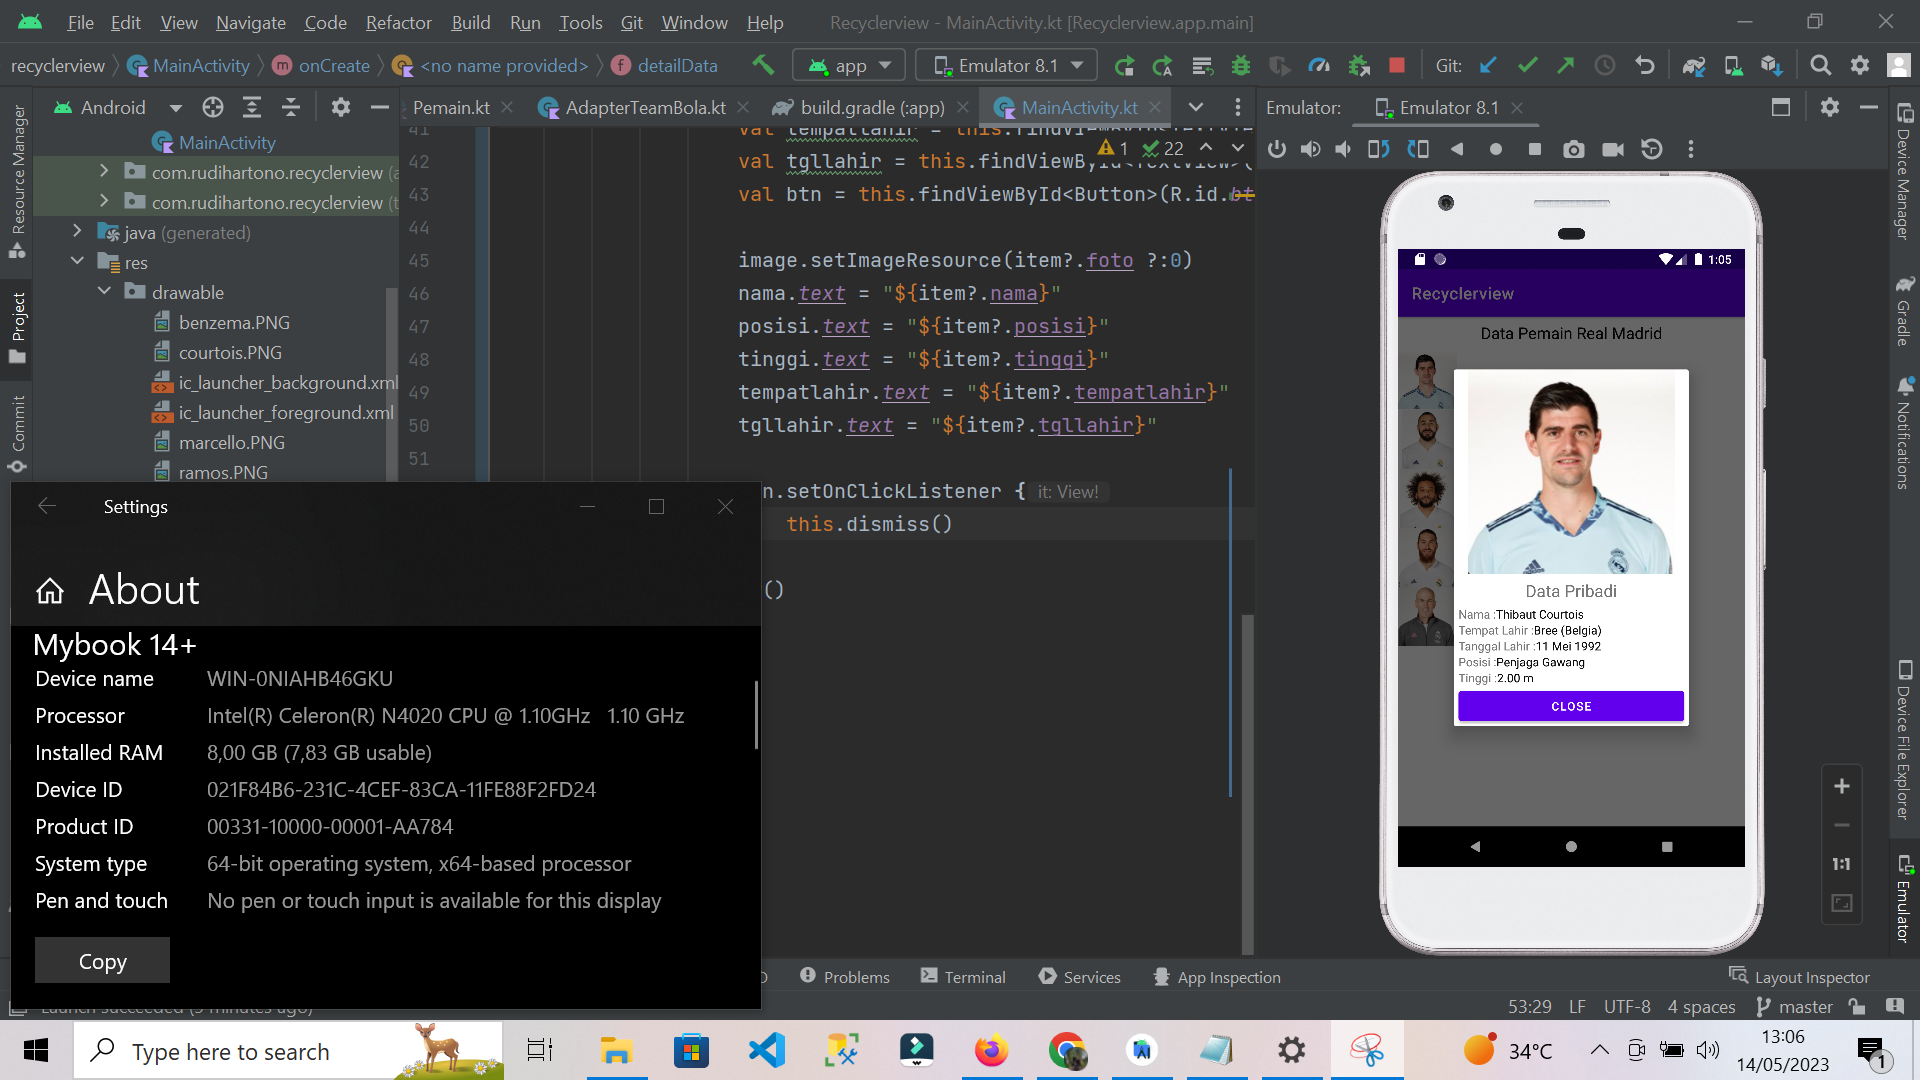 File Edit View Navigate Code Refactor Build Run Tools Git Window Help Recyclerview - MainActivity.kt [Recyclerview.app.main]
recyclerview MainActivity onCreate <no name provided> detailData app Emulator 8.1 Git:
Android
Pemain.kt AdapterTeamBola.kt build.gradle (:app) MainActivity.kt
Emulator: Emulator 8.1
Resource Manager
Project
Commit
MainActivity
com.rudihartono.recyclerview
com.rudihartono.recyclerview
java (generated)
res
drawable
benzema.PNG
courtois.PNG
ic_launcher_background.xml
ic_launcher_foreground.xml
marcello.PNG
ramos.PNG
1 22
41 val tempatlahir =
42 val tgllahir = this.findViewById<TextView>(
43 val btn = this.findViewById<Button>(R.id.bt
44
45 image.setImageResource(item?.foto ?:0)
46 nama.text = "${item?.nama}"
47 posisi.text = "${item?.posisi}"
48 tinggi.text = "${item?.tinggi}"
49 tempatlahir.text = "${item?.tempatlahir}"
50 tgllahir.text = "${item?.tgllahir}"
51
n.setOnClickListener { it: View!
this.dismiss()
()
Settings
About
Mybook 14+
Device name WIN-0NIAHB46GKU
Processor Intel(R) Celeron(R) N4020 CPU @ 1.10GHz 1.10 GHz
Installed RAM 8,00 GB (7,83 GB usable)
Device ID 021F84B6-231C-4CEF-83CA-11FE88F2FD24
Product ID 00331-10000-00001-AA784
System type 64-bit operating system, x64-based processor
Pen and touch No pen or touch input is available for this display
Copy
1:05
Recyclerview
Data Pemain Real Madrid
Data Pribadi
Nama :Thibaut Courtois
Tempat Lahir :Bree (Belgia)
Tanggal Lahir :11 Mei 1992
Posisi :Penjaga Gawang
Tinggi :2.00 m
CLOSE
1:1
Device Manager
Gradle
Notifications
Device File Explorer
Emulator
Problems Terminal Services App Inspection Layout Inspector
Launch succeeded
53:29 LF UTF-8 4 spaces master
Type here to search
34°C
13:06
14/05/2023
1